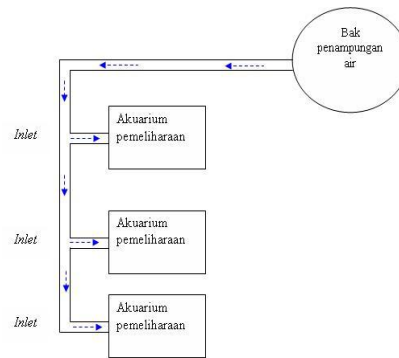 Bak
penampungan
air
Inlet
Akuarium
pemeliharaan
Inlet
Akuarium
pemeliharaan
Inlet
Akuarium
pemeliharaan